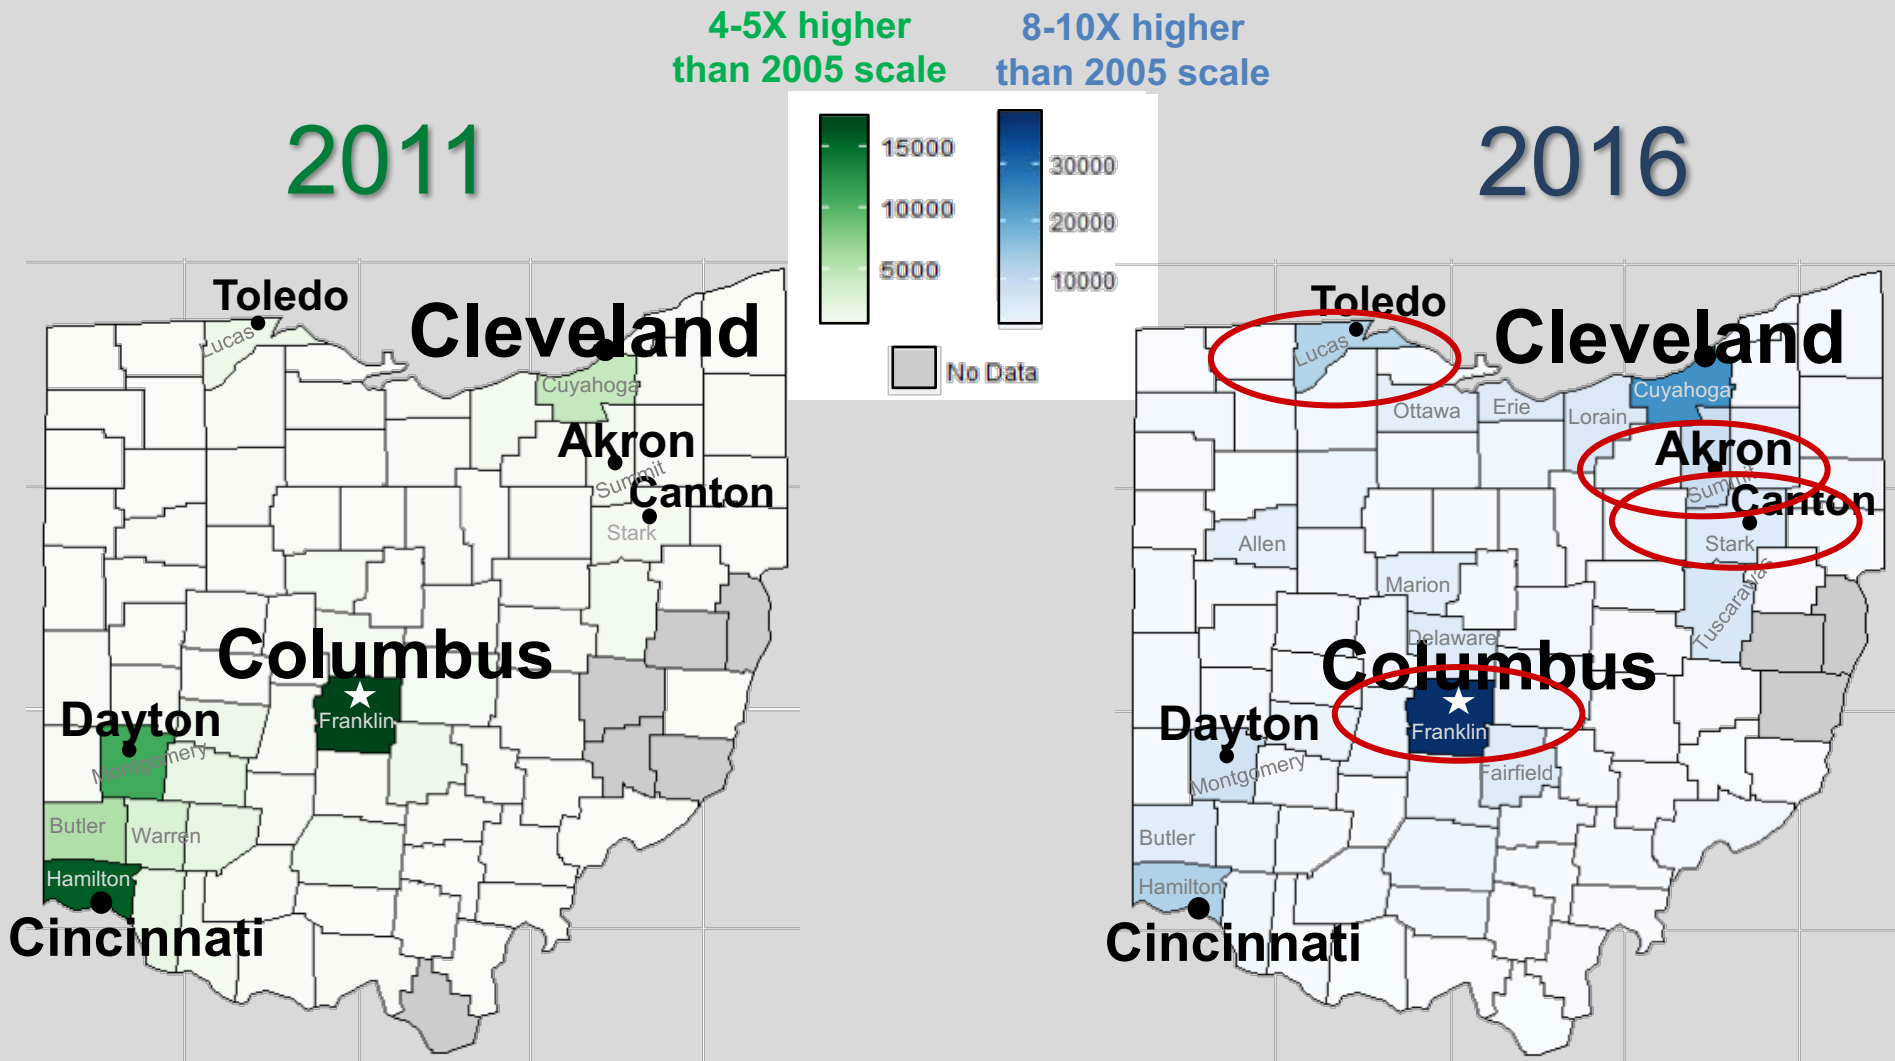 4-5X higher
than 2005 scale
8-10X higher
than 2005 scale
2011
2016
15000
10000
5000
30000
20000
10000
No Data
Toledo
Lucas
Cleveland
Cuyahoga
Akron
Summit
Canton
Stark
Columbus
Franklin
Dayton
Montgomery
Butler
Warren
Hamilton
Cincinnati
Toledo
Lucas
Cleveland
Cuyahoga
Ottawa
Erie
Lorain
Akron
Summit
Canton
Stark
Allen
Marion
Tuscarawas
Delaware
Columbus
Franklin
Dayton
Montgomery
Fairfield
Butler
Hamilton
Cincinnati